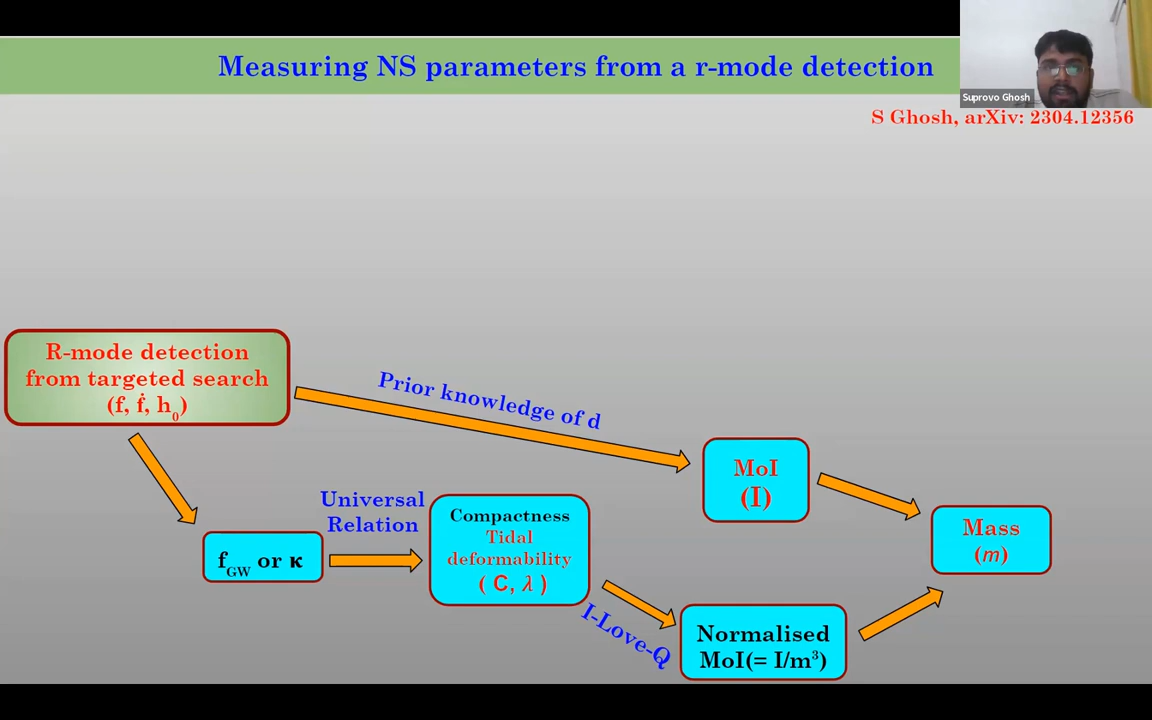 Measuring NS parameters from a r-mode detection
Suprovo Ghosh
S Ghosh, arXiv: 2304.12356
R-mode detection
from targeted search
(f, ḟ, h₀)
Prior knowledge of d
MoI
(I)
Universal
Relation
Compactness
Tidal
deformability
( C, λ )
Mass
(m)
f_GW or κ
I-Love-Q
Normalised
MoI(= I/m³)